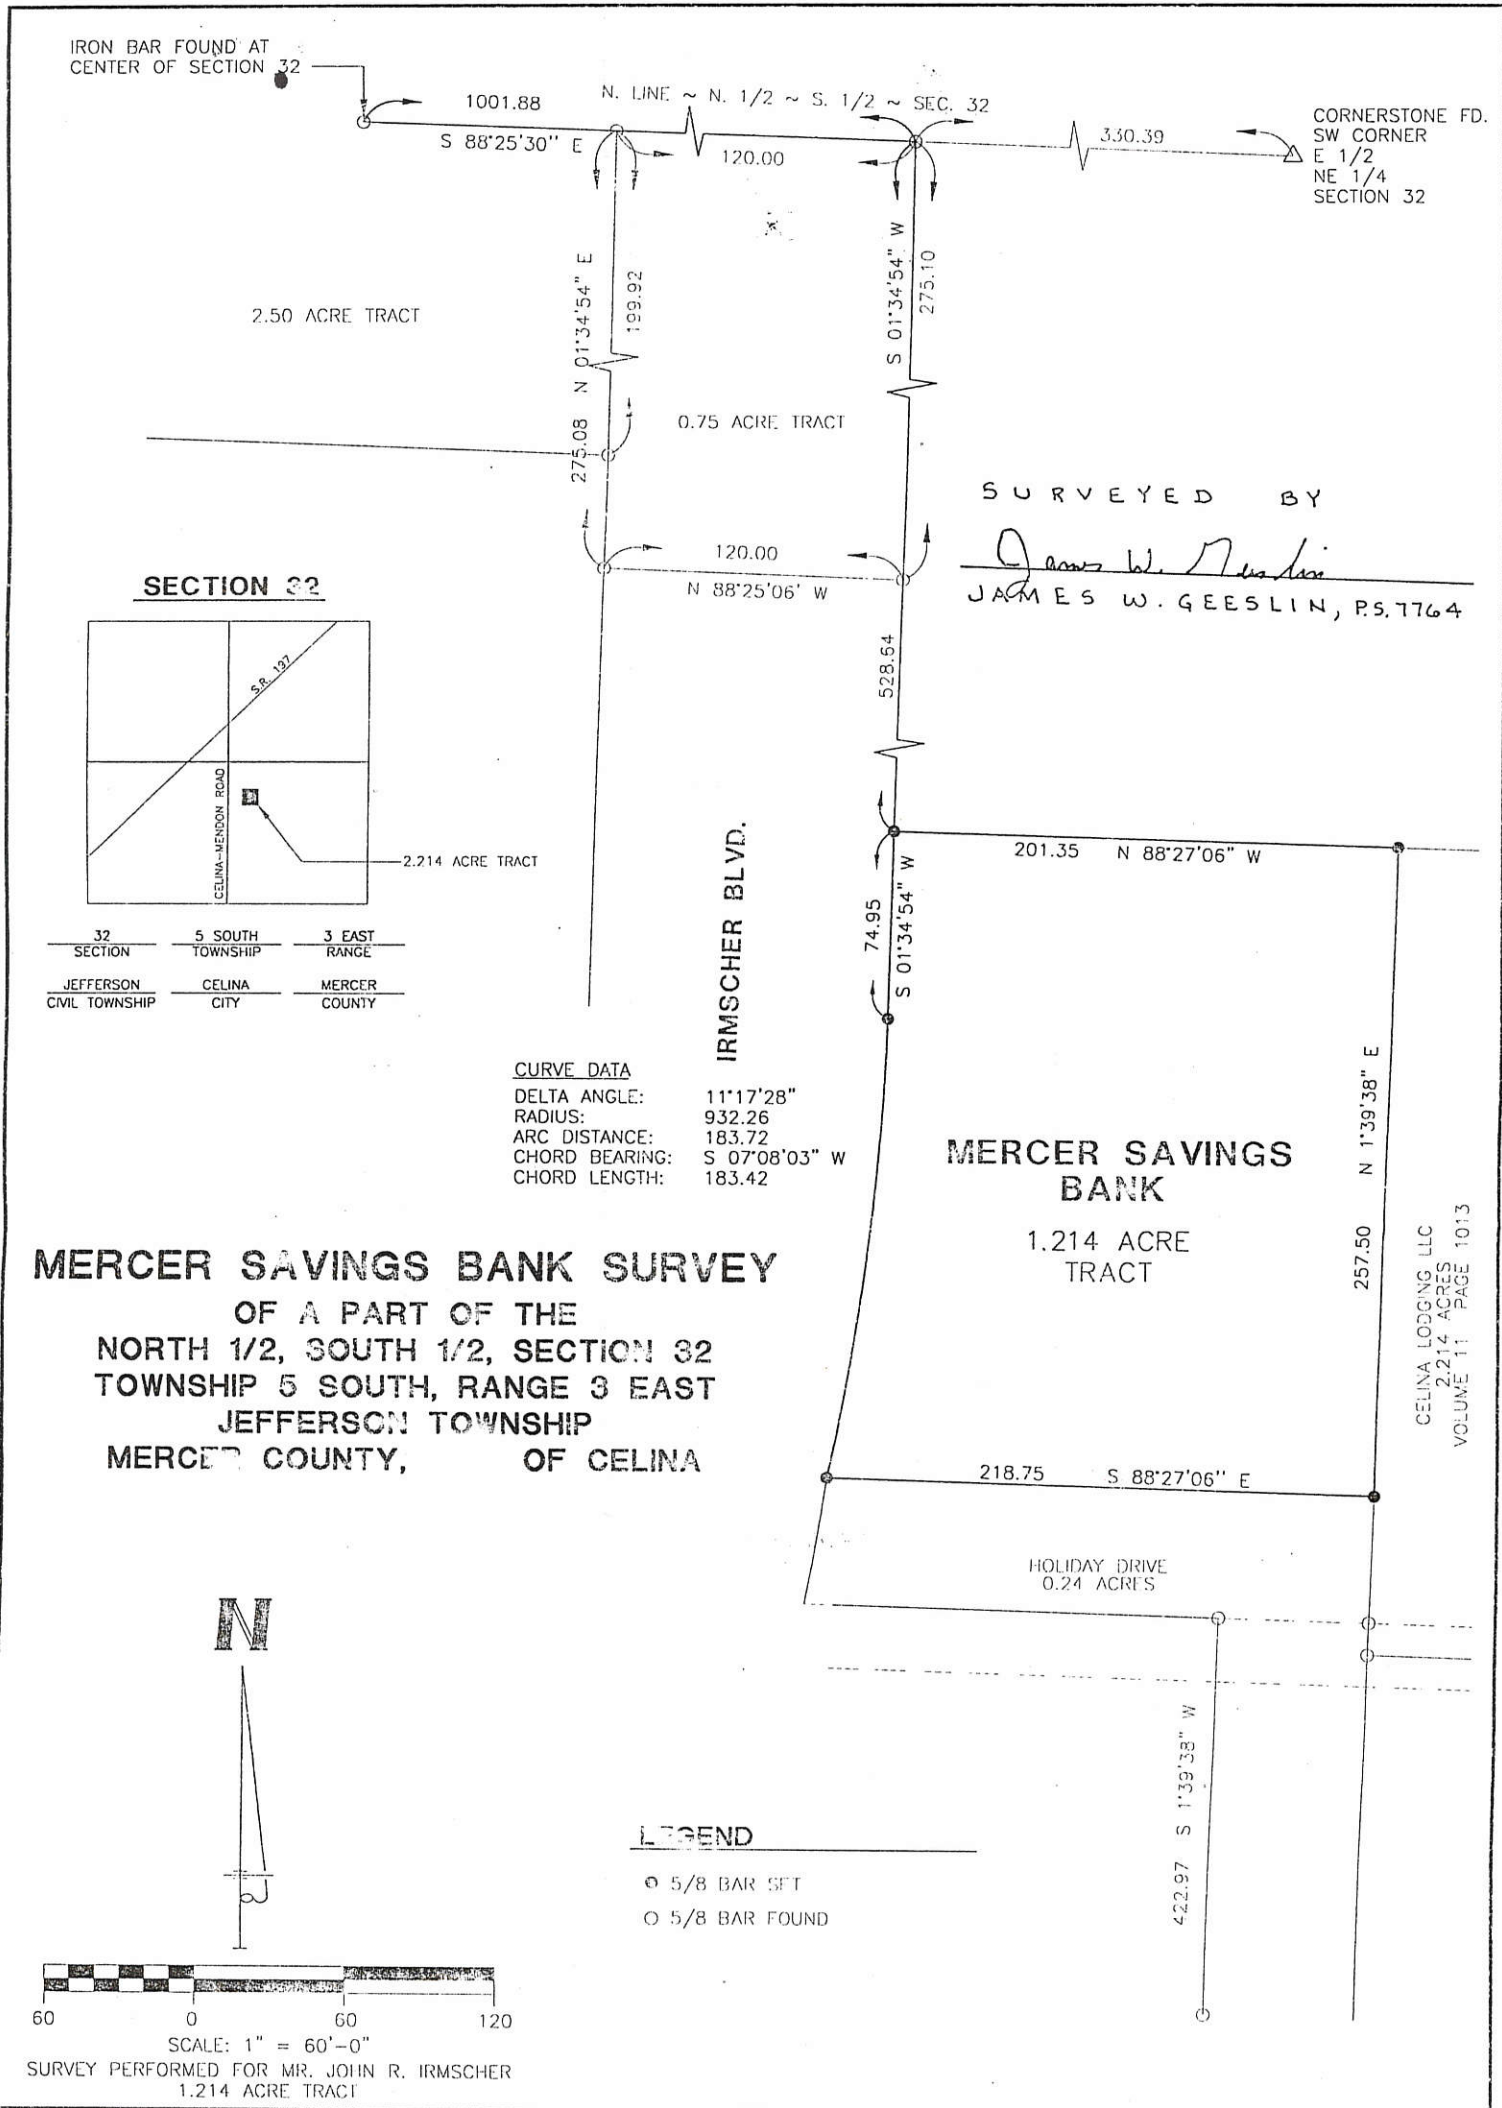 IRON BAR FOUND AT
CENTER OF SECTION 32
1001.88
S 88°25'30" E
N. LINE ~ N. 1/2 ~ S. 1/2 ~ SEC. 32
120.00
330.39
CORNERSTONE FD.
SW CORNER
E 1/2
NE 1/4
SECTION 32
2.50 ACRE TRACT
275.08 N 01°34'54" E
199.92
S 01°34'54" W
275.10
0.75 ACRE TRACT
120.00
N 88°25'06' W
SURVEYED BY
James W. Geeslin
JAMES W. GEESLIN, P.S. 7764
SECTION 32
S.R. 197
CELINA-MENDON ROAD
2.214 ACRE TRACT
32
SECTION
5 SOUTH
TOWNSHIP
3 EAST
RANGE
JEFFERSON
CIVIL TOWNSHIP
CELINA
CITY
MERCER
COUNTY
528.64
IRMSCHER BLVD.
201.35 N 88°27'06" W
74.95
S 01°34'54" W
CURVE DATA
DELTA ANGLE: 11°17'28"
RADIUS: 932.26
ARC DISTANCE: 183.72
CHORD BEARING: S 07°08'03" W
CHORD LENGTH: 183.42
MERCER SAVINGS
BANK
1.214 ACRE
TRACT
257.50 N 1°39'38" E
CELINA LODGING LLC
2.214 ACRES
VOLUME 11 PAGE 1013
MERCER SAVINGS BANK SURVEY
OF A PART OF THE
NORTH 1/2, SOUTH 1/2, SECTION 32
TOWNSHIP 5 SOUTH, RANGE 3 EAST
JEFFERSON TOWNSHIP
MERCER COUNTY, OF CELINA
218.75 S 88°27'06'' E
HOLIDAY DRIVE
0.24 ACRES
422.97 S 1°39'38" W
N
LEGEND
5/8 BAR SET
5/8 BAR FOUND
60 0 60 120
SCALE: 1" = 60'-0"
SURVEY PERFORMED FOR MR. JOHN R. IRMSCHER
1.214 ACRE TRACT